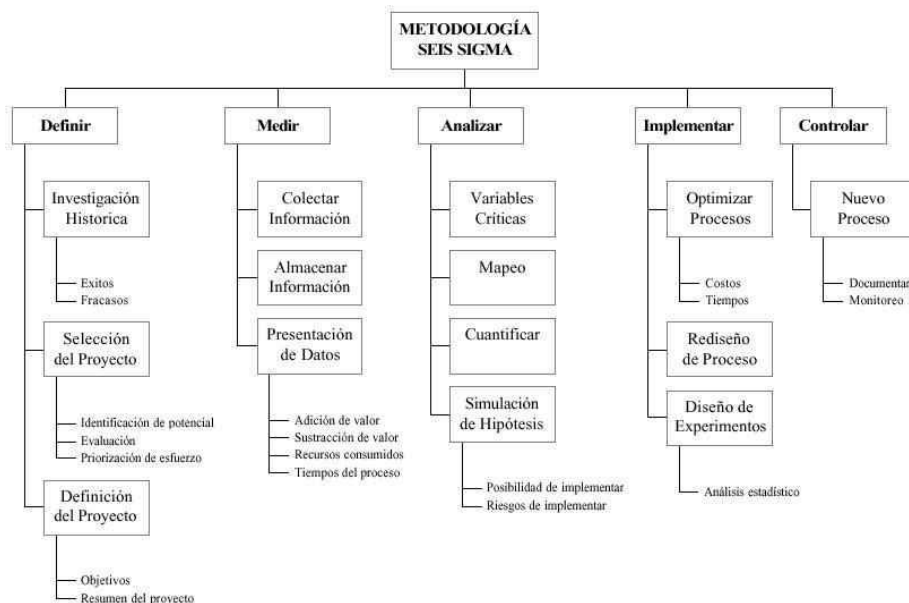 METODOLOGÍA
SEIS SIGMA
Definir
Investigación
Historica
Exitos
Fracasos
Selección
del Proyecto
Identificación de potencial
Evaluación
Priorización de esfuerzo
Definición
del Proyecto
Objetivos
Resumen del proyecto
Medir
Colectar
Información
Almacenar
Información
Presentación
de Datos
Adición de valor
Sustracción de valor
Recursos consumidos
Tiempos del proceso
Analizar
Variables
Críticas
Mapeo
Cuantificar
Simulación
de Hipótesis
Posibilidad de implementar
Riesgos de implementar
Implementar
Optimizar
Procesos
Costos
Tiempos
Rediseño
de Proceso
Diseño de
Experimentos
Análisis estadístico
Controlar
Nuevo
Proceso
Documentar
Monitoreo